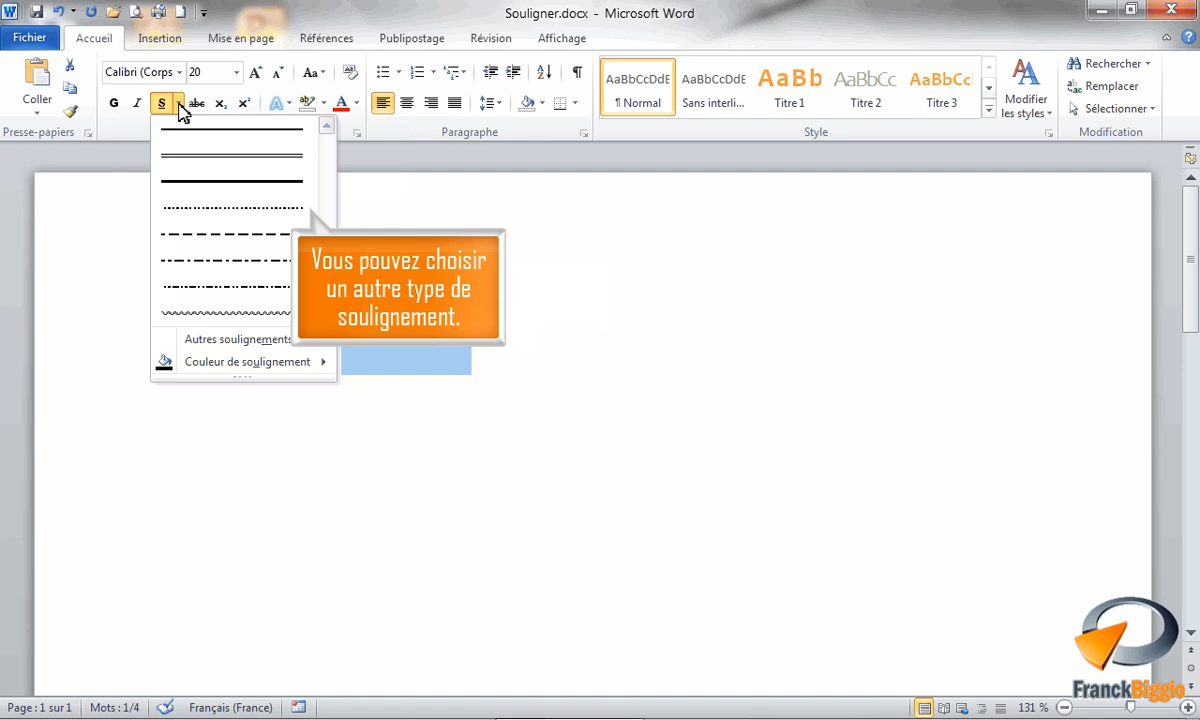 Souligner.docx - Microsoft Word
Fichier Accueil Insertion Mise en page Références Publipostage Révision Affichage
Coller
Calibri (Corps 20
G I S abc x₂ x²
Aa
A
AaBbCcDdE AaBbCcDdE AaBb AaBbCc AaBbCc
¶ Normal Sans interli... Titre 1 Titre 2 Titre 3
Modifier
les styles
Rechercher
Remplacer
Sélectionner
Presse-papiers Paragraphe Style Modification
Vous pouvez choisir
un autre type de
soulignement.
Autres soulignements
Couleur de soulignement
FranckBiggio
Page : 1 sur 1 Mots : 1/4 Français (France) 131 %